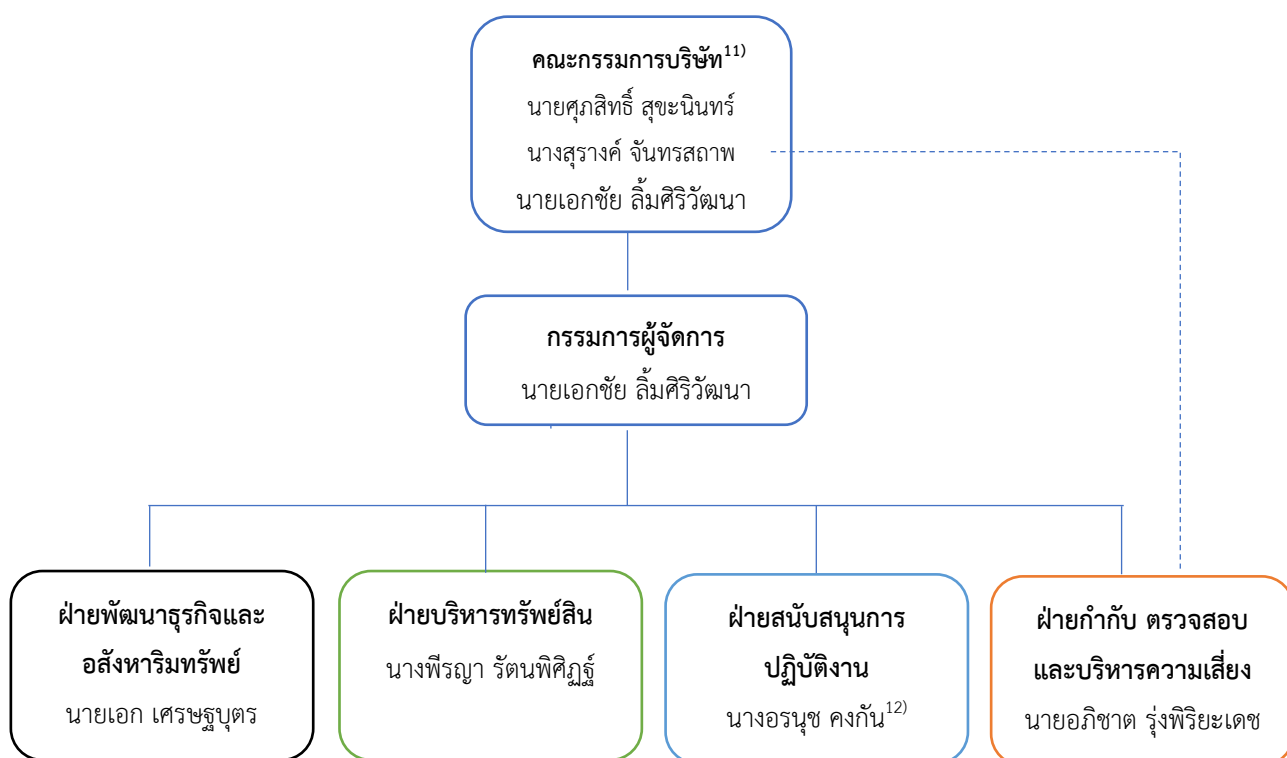 คณะกรรมการบริษัท11)
นายศุภสิทธิ์ สุขะนินทร์
นางสุรางค์ จันทรสถาพ
นายเอกชัย ลิ้มศิริวัฒนา
กรรมการผู้จัดการ
นายเอกชัย ลิ้มศิริวัฒนา
ฝ่ายพัฒนาธุรกิจและ
อสังหาริมทรัพย์
นายเอก เศรษฐบุตร
ฝ่ายบริหารทรัพย์สิน
นางพีรญา รัตนพิศิฏฐ์
ฝ่ายสนับสนุนการ
ปฏิบัติงาน
นางอรนุช คงกัน12)
ฝ่ายกำกับ ตรวจสอบ
และบริหารความเสี่ยง
นายอภิชาต รุ่งพิริยะเดช